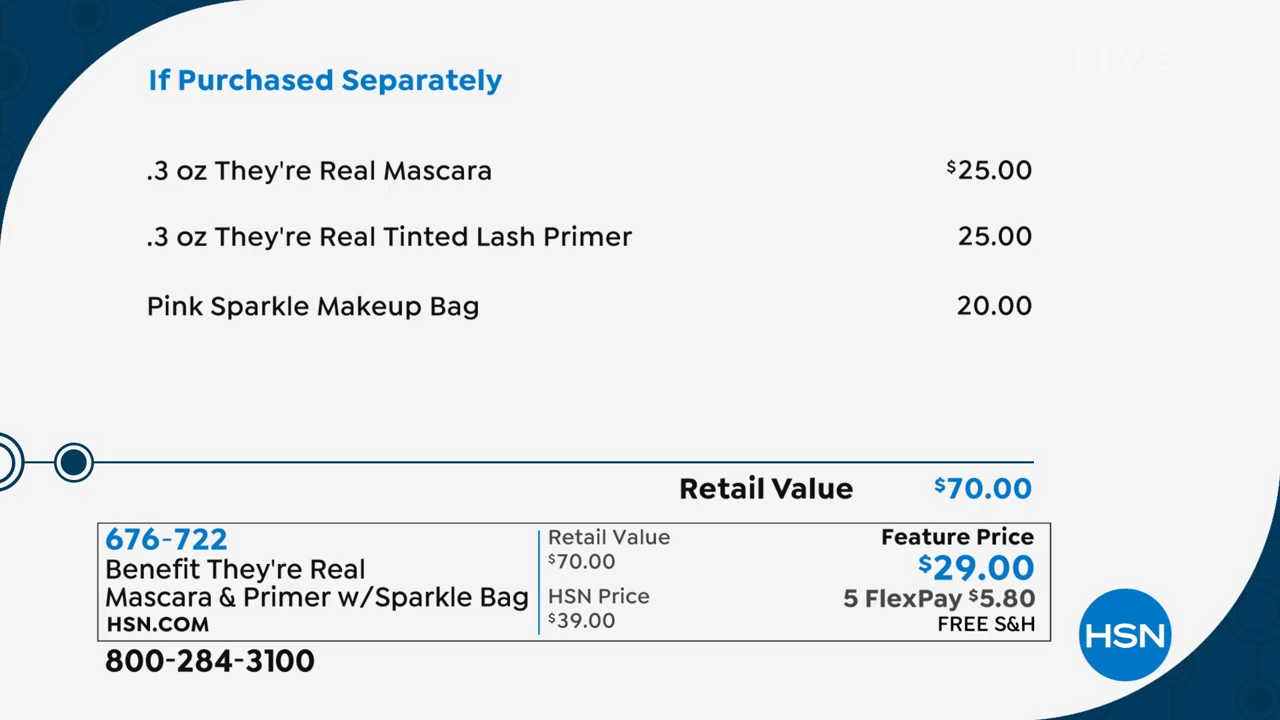 LIVE
If Purchased Separately
.3 oz They're Real Mascara $25.00
.3 oz They're Real Tinted Lash Primer 25.00
Pink Sparkle Makeup Bag 20.00
Retail Value $70.00
676-722
Benefit They're Real
Mascara & Primer w/Sparkle Bag
HSN.COM
Retail Value
$70.00
HSN Price
$39.00
Feature Price
$29.00
5 FlexPay $5.80
FREE S&H
HSN
800-284-3100